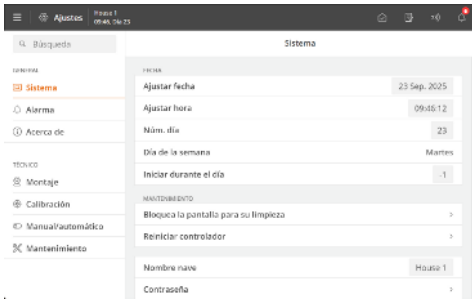 Ajustes
House 1
09:46, Día 23
Búsqueda
Sistema
GENERAL
Sistema
Alarma
Acerca de
TÉCNICO
Montaje
Calibración
Manual/automático
Mantenimiento
FECHA
Ajustar fecha
23 Sep. 2025
Ajustar hora
09:46:12
Núm. día
23
Día de la semana
Martes
Iniciar durante el día
-1
MANTENIMIENTO
Bloquea la pantalla para su limpieza
Reiniciar controlador
Nombre nave
House 1
Contraseña